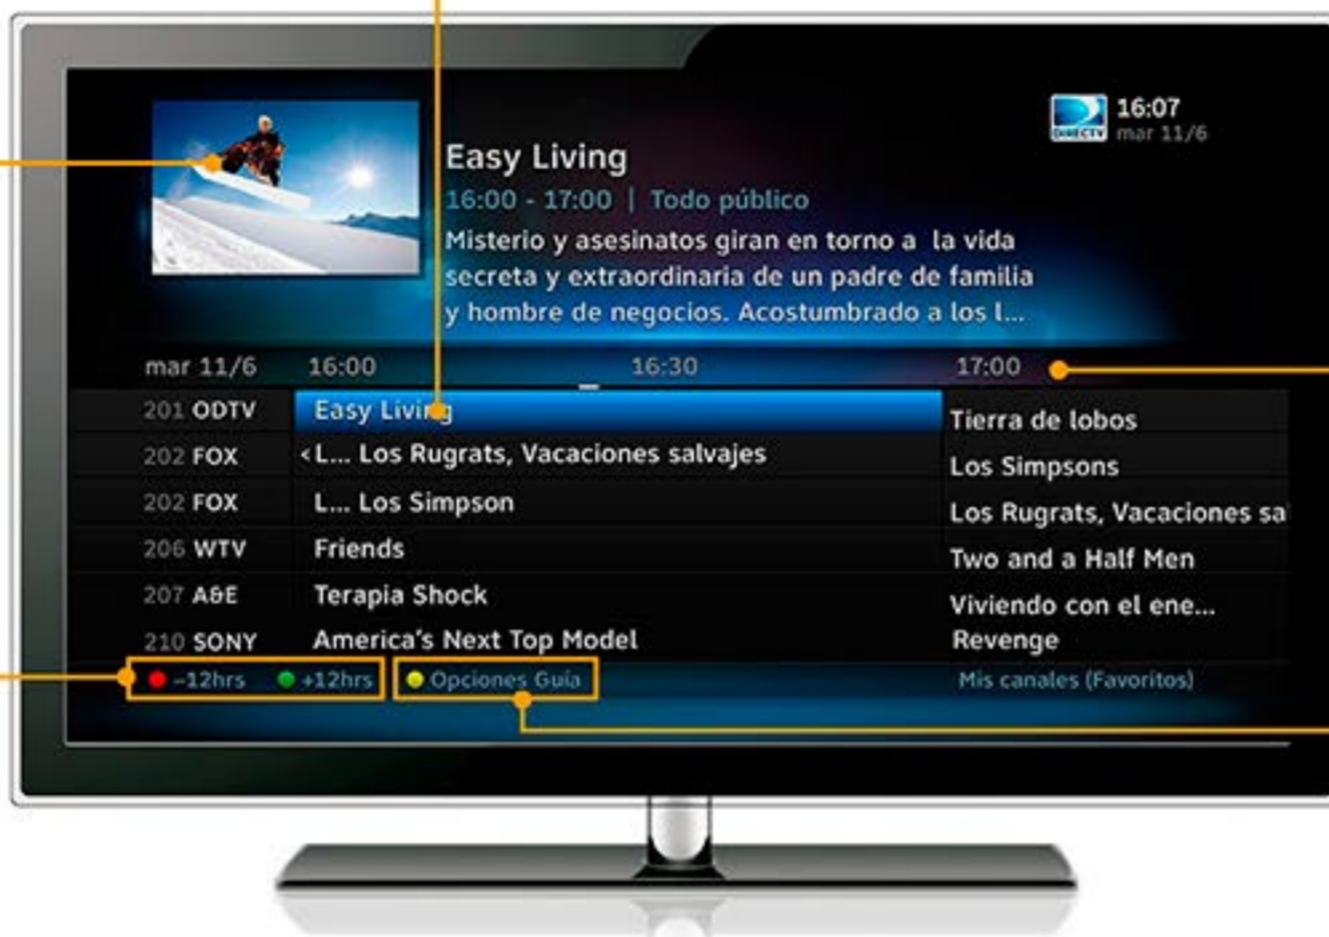 DIRECTV
16:07
mar 11/6
Easy Living
16:00 - 17:00 | Todo público
Misterio y asesinatos giran en torno a la vida
secreta y extraordinaria de un padre de familia
y hombre de negocios. Acostumbrado a los l...
mar 11/6 16:00 16:30 17:00
201 ODTV Easy Living Tierra de lobos
202 FOX <L... Los Rugrats, Vacaciones salvajes Los Simpsons
202 FOX L... Los Simpson Los Rugrats, Vacaciones sa
206 WTV Friends Two and a Half Men
207 A&E Terapia Shock Viviendo con el ene...
210 SONY America's Next Top Model Revenge
-12hrs +12hrs Opciones Guía Mis canales (Favoritos)